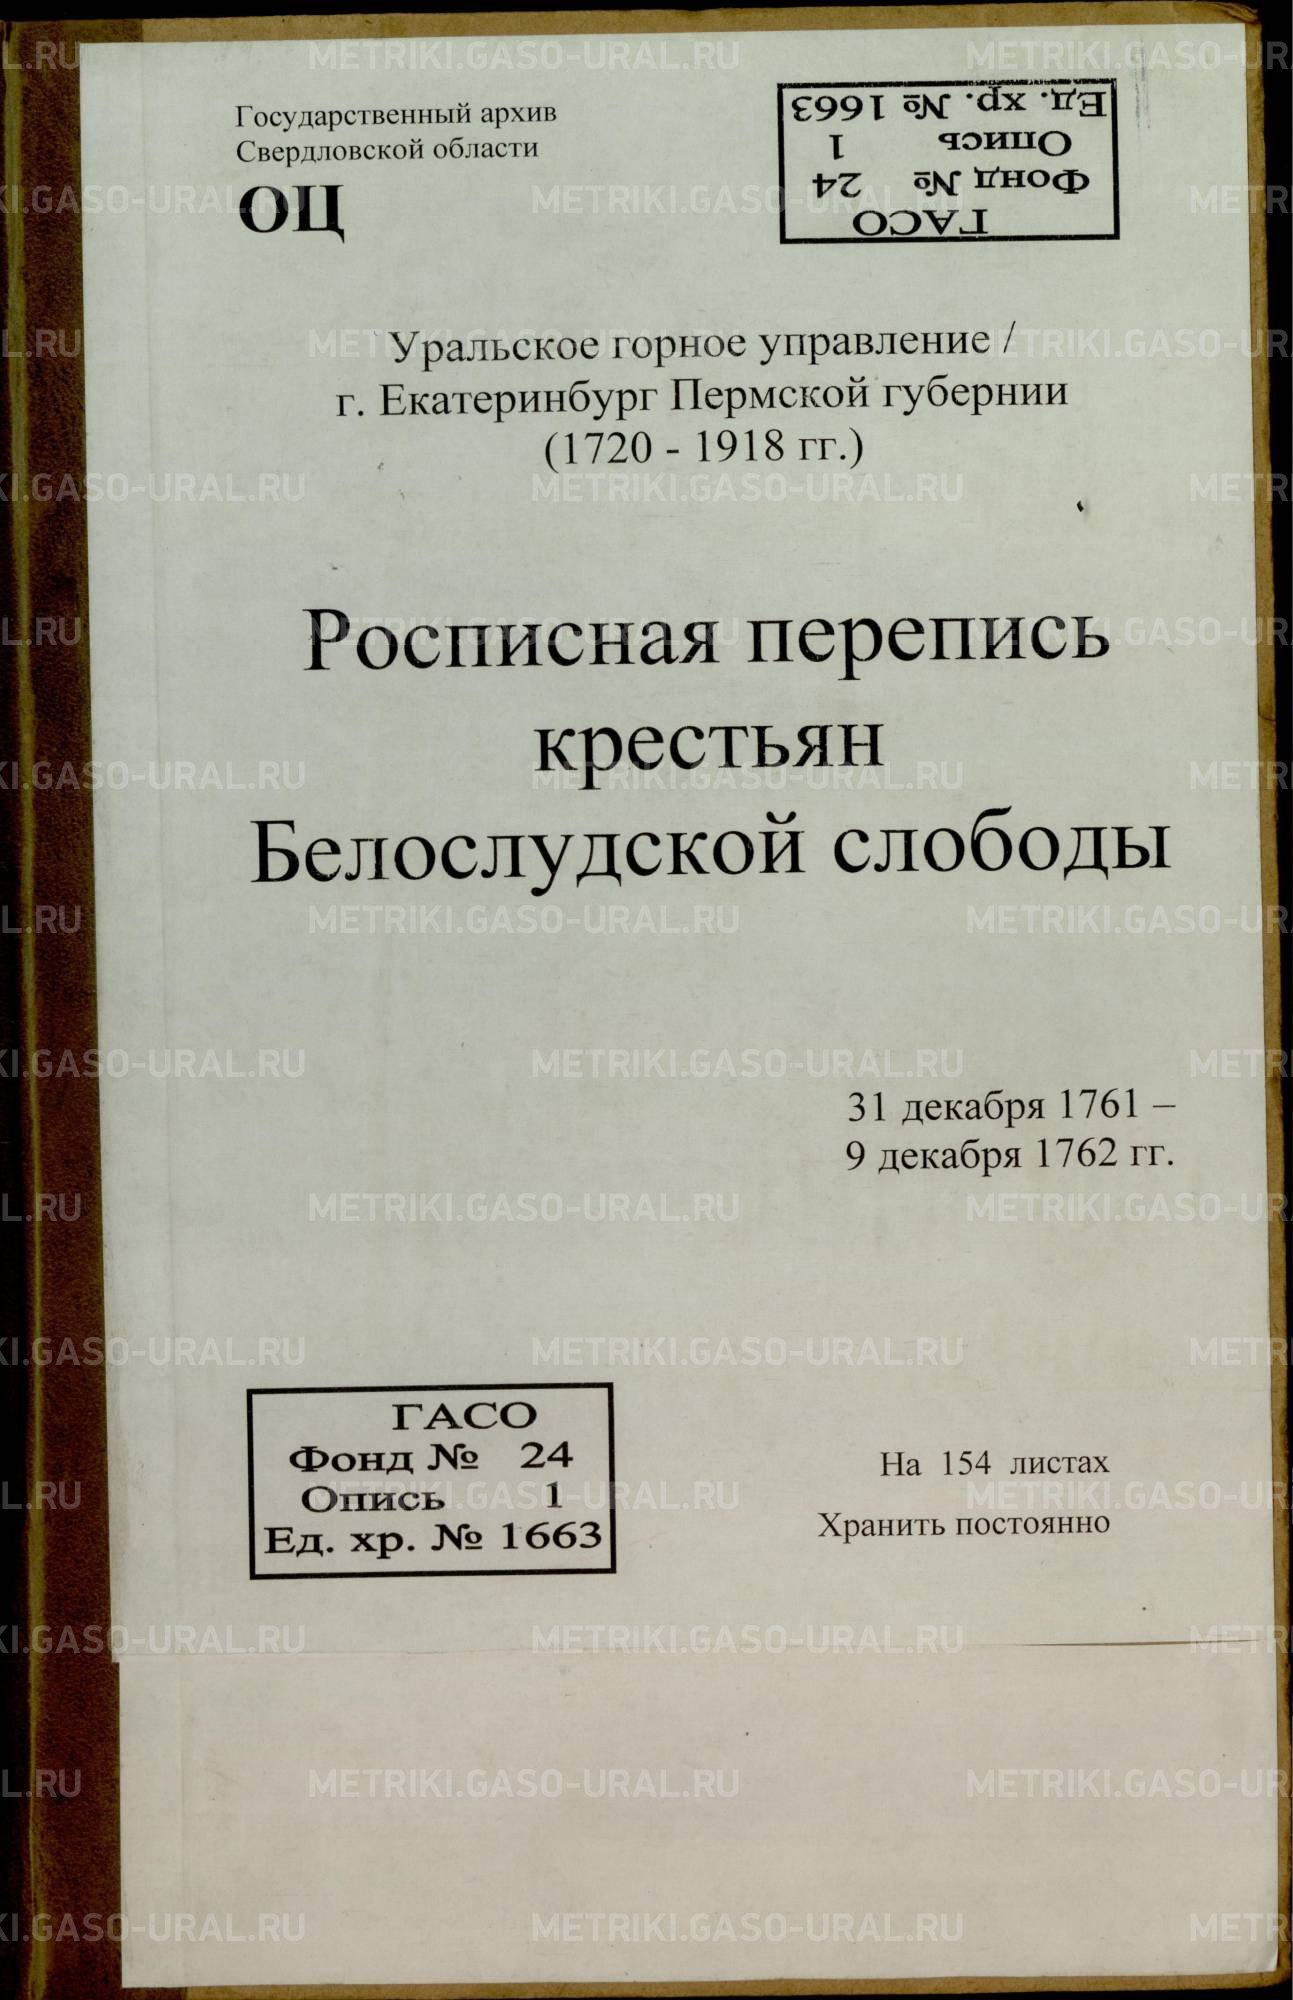 Государственный архив
Свердловской области
ОЦ
ГАСО
Фонд № 24
Опись 1
Ед. хр. № 1663
Уральское горное управление /
г. Екатеринбург Пермской губернии
(1720 - 1918 гг.)
Росписная перепись
крестьян
Белослудской слободы
31 декабря 1761 –
9 декабря 1762 гг.
ГАСО
Фонд № 24
Опись 1
Ед. хр. № 1663
На 154 листах
Хранить постоянно
METRIKI.GASO-URAL.RU